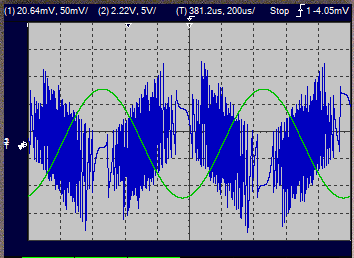 (1) 20.64mV, 50mV/ (2) 2.22V, 5V/ (T) 381.2us, 200us/ Stop 1 -4.05mV